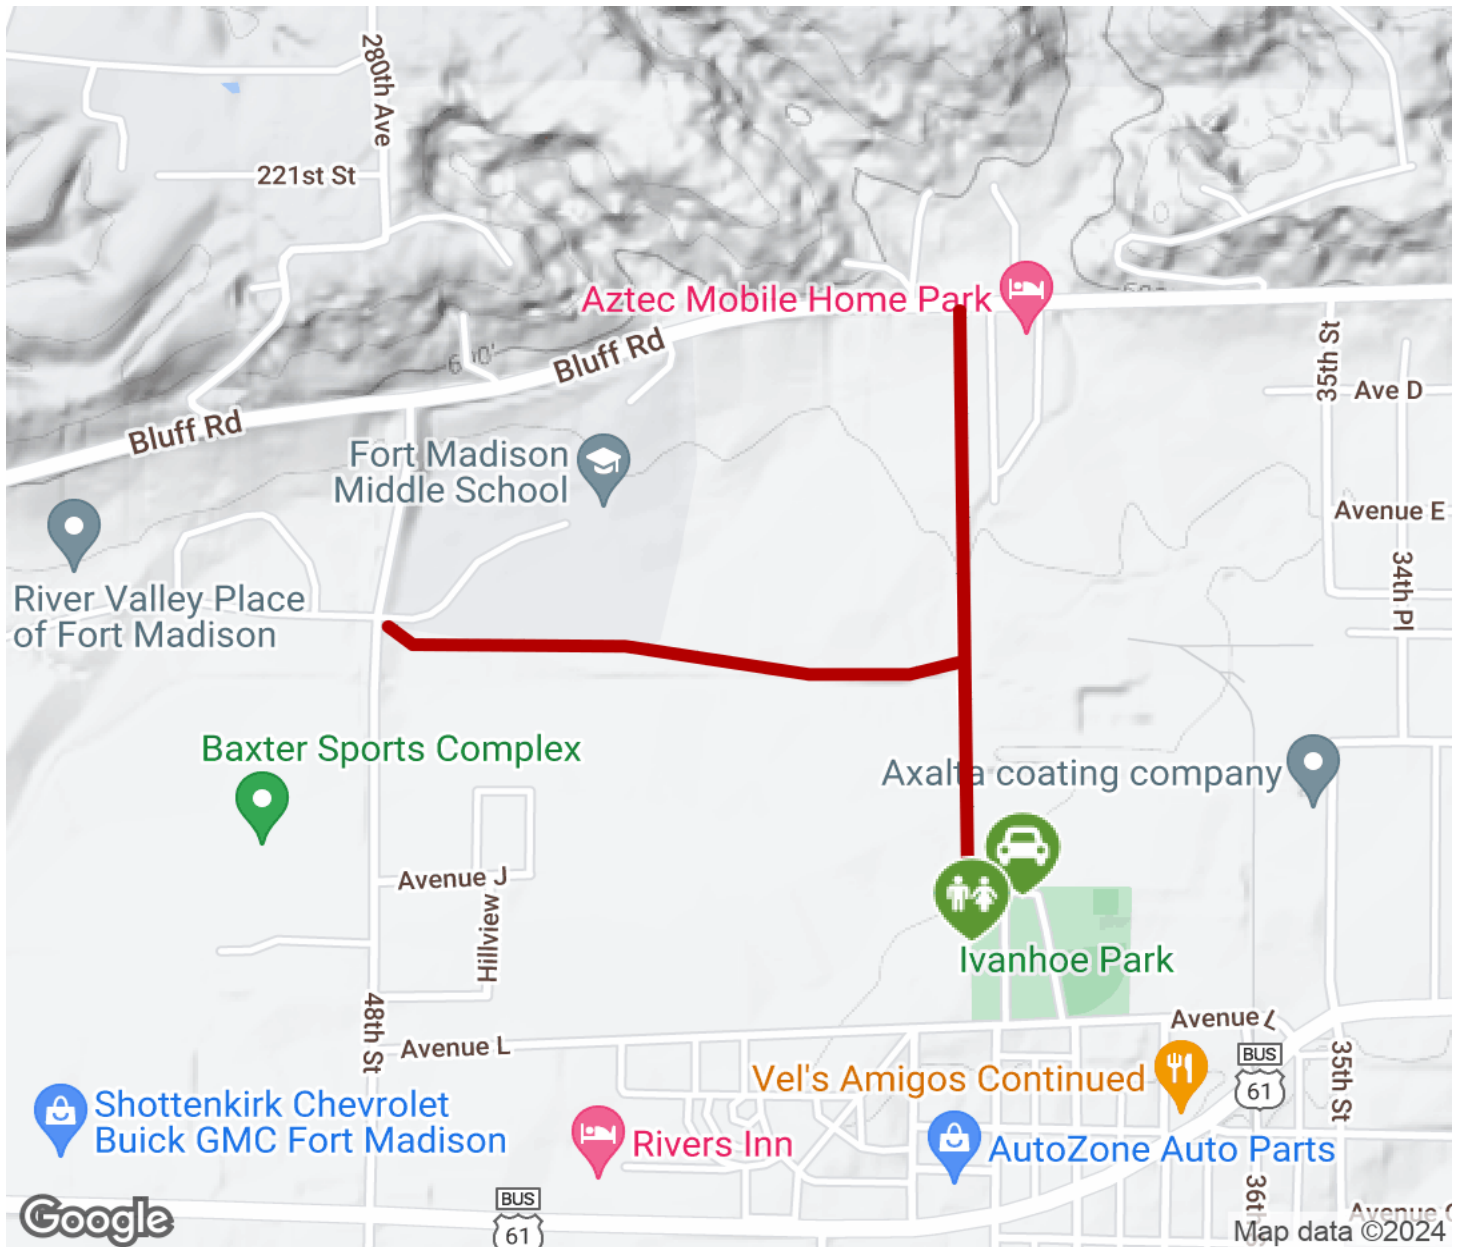 280th Ave
221st St
Aztec Mobile Home Park
Bluff Rd
600'
35th St
Ave D
Bluff Rd
Fort Madison
Middle School
Avenue E
River Valley Place
of Fort Madison
34th Pl
Baxter Sports Complex
Axalta coating company
Avenue J
Hillview
Ivanhoe Park
48th St
Avenue L
Avenue L
BUS
61
35th St
Vel's Amigos Continued
Shottenkirk Chevrolet
Buick GMC Fort Madison
Rivers Inn
AutoZone Auto Parts
BUS
61
36th
Google
Map data ©2024